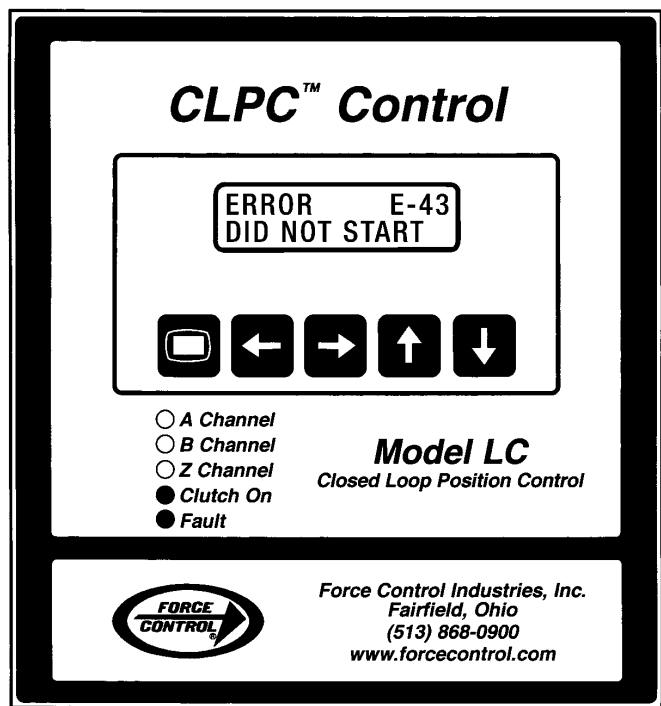 CLPC™ Control
ERROR E-43
DID NOT START
A Channel
B Channel
Z Channel
Clutch On
Fault
Model LC
Closed Loop Position Control
FORCE
CONTROL®
Force Control Industries, Inc.
Fairfield, Ohio
(513) 868-0900
www.forcecontrol.com